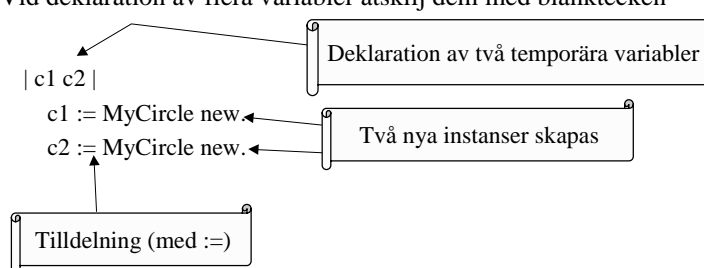 Vid deklaration av flera variabler åtskilj dem med blanktecken
Deklaration av två temporära variabler
| c1 c2 |
c1 := MyCircle new.
c2 := MyCircle new.
Två nya instanser skapas
Tilldelning (med :=)